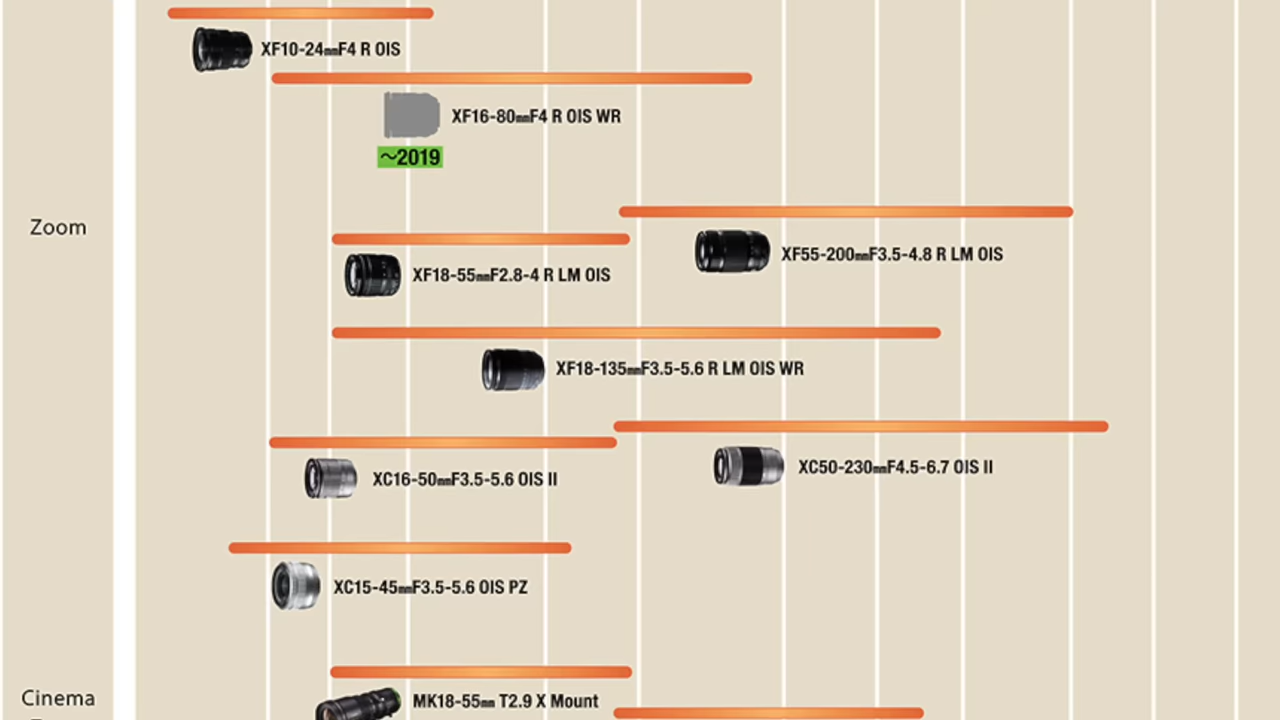 XF10-24mmF4 R OIS
XF16-80mmF4 R OIS WR
~2019
Zoom
XF55-200mmF3.5-4.8 R LM OIS
XF18-55mmF2.8-4 R LM OIS
XF18-135mmF3.5-5.6 R LM OIS WR
XC50-230mmF4.5-6.7 OIS II
XC16-50mmF3.5-5.6 OIS II
XC15-45mmF3.5-5.6 OIS PZ
Cinema
MK18-55mm T2.9 X Mount